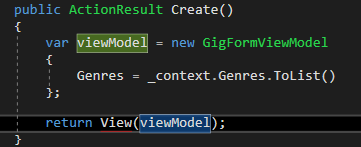 public ActionResult Create()
{
var viewModel = new GigFormViewModel
{
Genres = _context.Genres.ToList()
};
return View(viewModel);
}